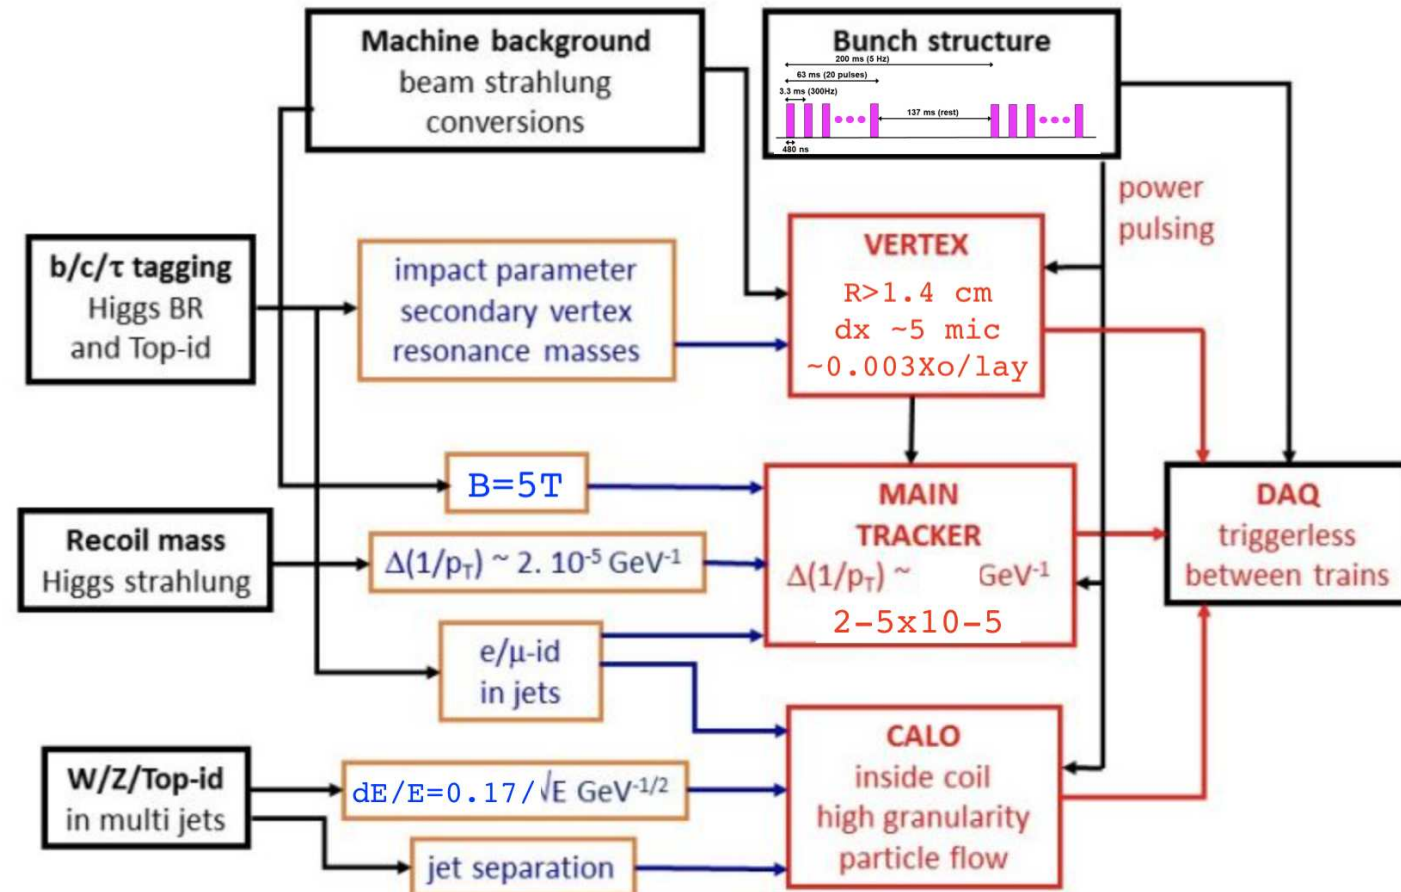 Machine background
beam strahlung
conversions
Bunch structure
200 ms (5 Hz)
63 ms (20 pulses)
3.3 ms (300Hz)
137 ms (rest)
480 ns
power
pulsing
b/c/τ tagging
Higgs BR
and Top-id
impact parameter
secondary vertex
resonance masses
VERTEX
R>1.4 cm
dx ~5 mic
~0.003Xo/lay
B=5T
Recoil mass
Higgs strahlung
Δ(1/pT) ~ 2. 10-5 GeV-1
MAIN
TRACKER
Δ(1/pT) ~ GeV-1
2-5x10-5
DAQ
triggerless
between trains
e/μ-id
in jets
W/Z/Top-id
in multi jets
dE/E=0.17/√E GeV-1/2
jet separation
CALO
inside coil
high granularity
particle flow